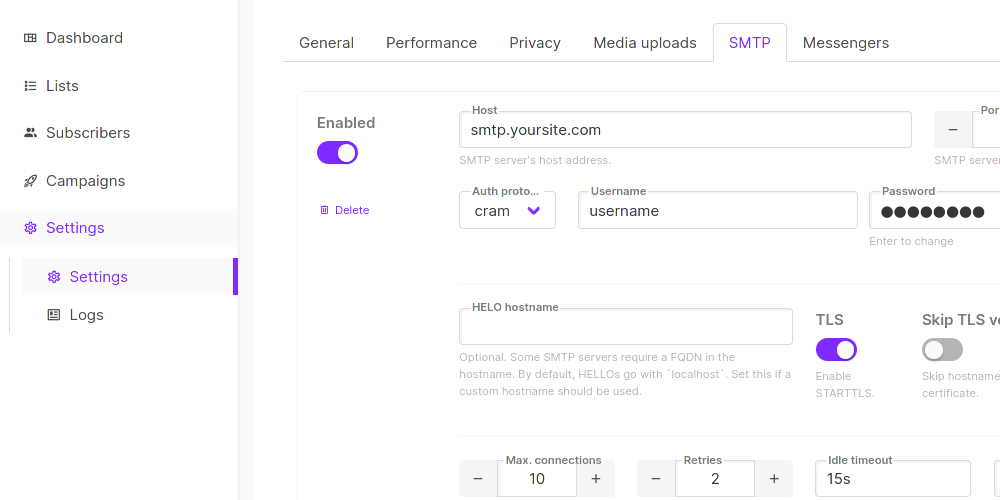 Dashboard
Lists
Subscribers
Campaigns
Settings
Settings
Logs
General Performance Privacy Media uploads SMTP Messengers
Enabled
Delete
Host
smtp.yoursite.com
SMTP server's host address.
–
SMTP
Auth proto...
cram
Username
username
Password
●●●●●●●●
Enter to change
HELO hostname
Optional. Some SMTP servers require a FQDN in the
hostname. By default, HELLOs go with `localhost`. Set this if a
custom hostname should be used.
TLS
Enable
STARTTLS.
Skip TLS
Skip hostname
certificate.
Max. connections
– 10 +
Retries
– 2 +
Idle timeout
15s